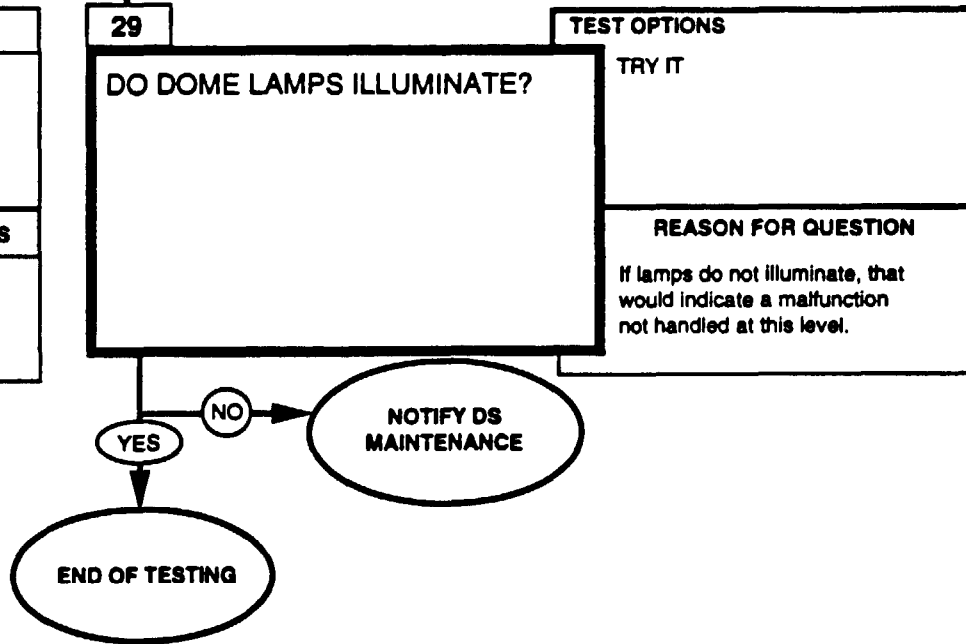 29
TEST OPTIONS
TRY IT
DO DOME LAMPS ILLUMINATE?
S
REASON FOR QUESTION
If lamps do not illuminate, that
would indicate a malfunction
not handled at this level.
NO
NOTIFY DS
MAINTENANCE
YES
END OF TESTING